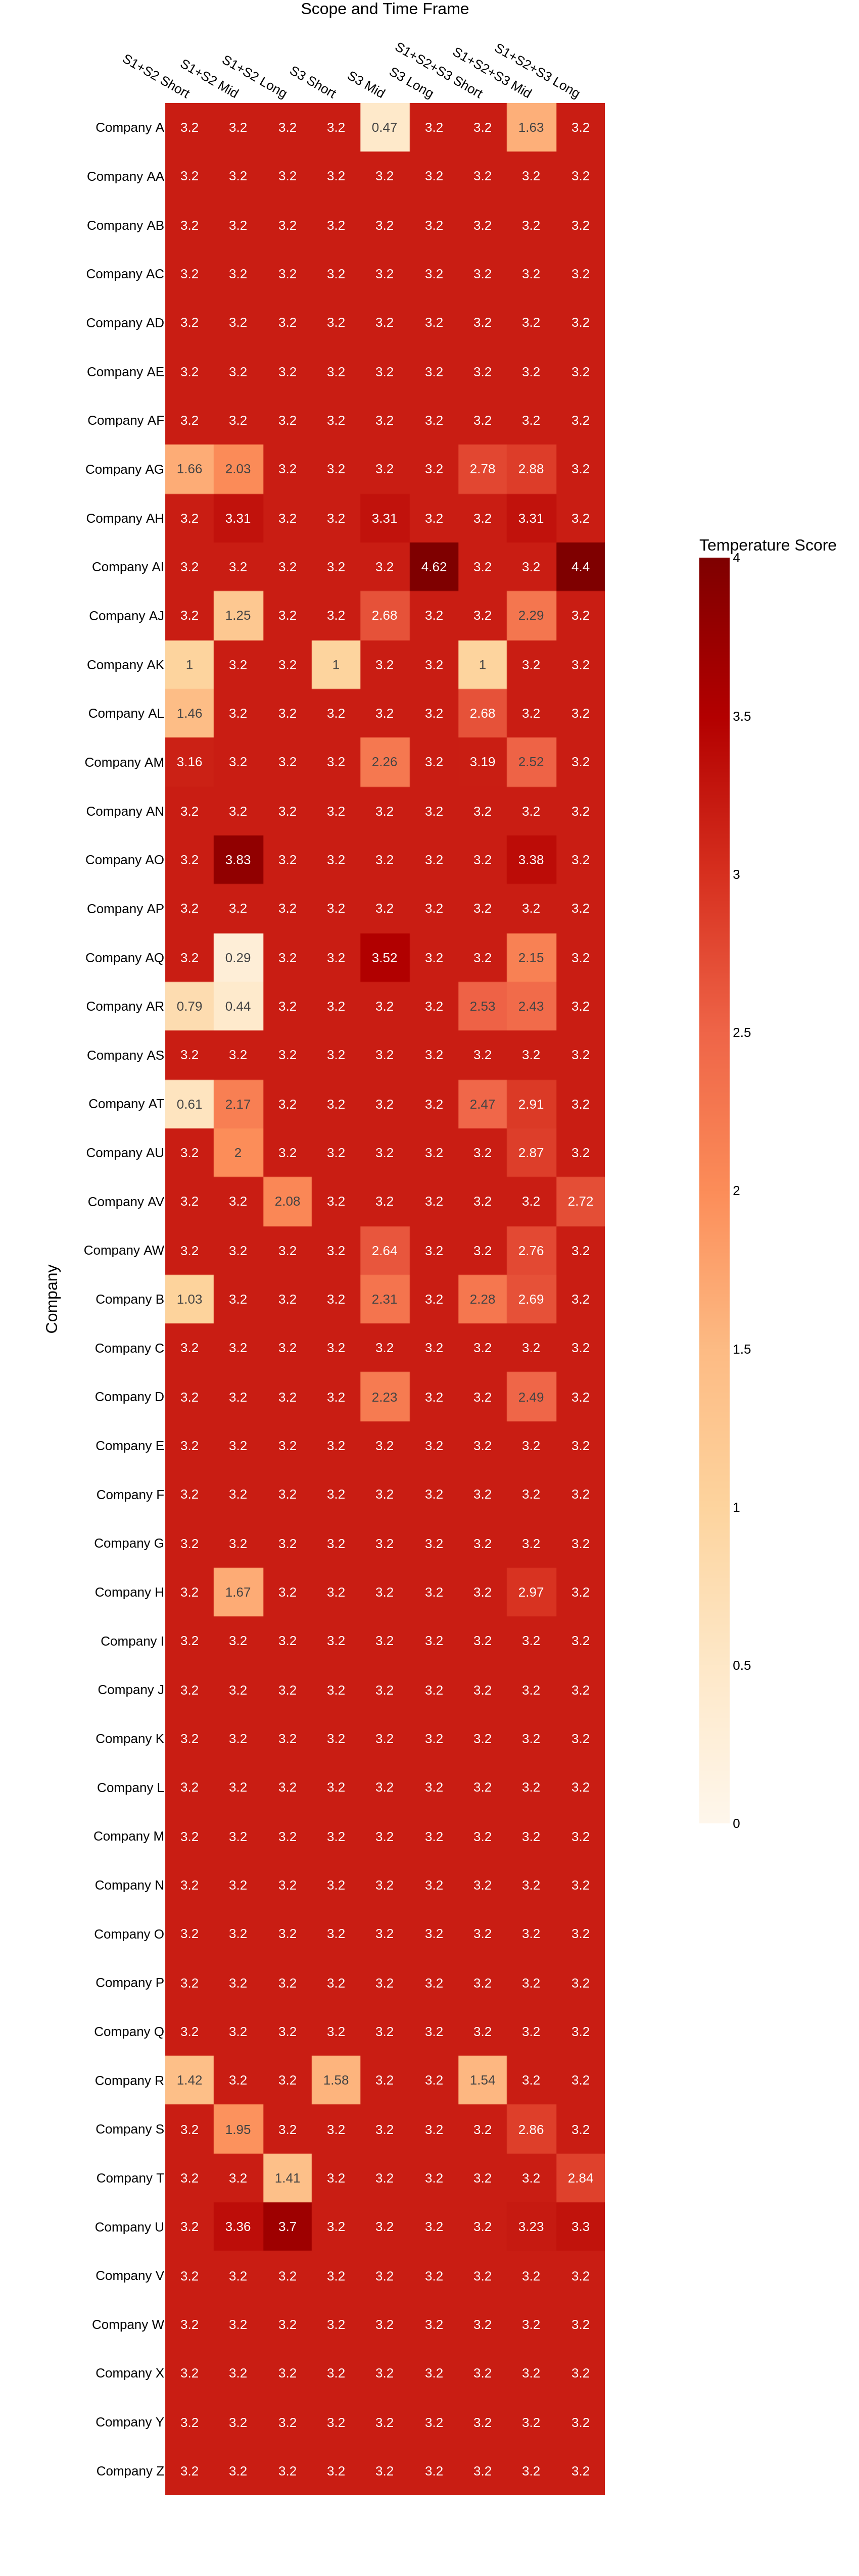 Scope and Time Frame
S1+S2 Short S1+S2 Mid S1+S2 Long S3 Short S3 Mid S3 Long S1+S2+S3 Short S1+S2+S3 Mid S1+S2+S3 Long
Company A 3.2 3.2 3.2 3.2 0.47 3.2 3.2 1.63 3.2
Company AA 3.2 3.2 3.2 3.2 3.2 3.2 3.2 3.2 3.2
Company AB 3.2 3.2 3.2 3.2 3.2 3.2 3.2 3.2 3.2
Company AC 3.2 3.2 3.2 3.2 3.2 3.2 3.2 3.2 3.2
Company AD 3.2 3.2 3.2 3.2 3.2 3.2 3.2 3.2 3.2
Company AE 3.2 3.2 3.2 3.2 3.2 3.2 3.2 3.2 3.2
Company AF 3.2 3.2 3.2 3.2 3.2 3.2 3.2 3.2 3.2
Company AG 1.66 2.03 3.2 3.2 3.2 3.2 2.78 2.88 3.2
Company AH 3.2 3.31 3.2 3.2 3.31 3.2 3.2 3.31 3.2
Company AI 3.2 3.2 3.2 3.2 3.2 4.62 3.2 3.2 4.4
Company AJ 3.2 1.25 3.2 3.2 2.68 3.2 3.2 2.29 3.2
Company AK 1 3.2 3.2 1 3.2 3.2 1 3.2 3.2
Company AL 1.46 3.2 3.2 3.2 3.2 3.2 2.68 3.2 3.2
Company AM 3.16 3.2 3.2 3.2 2.26 3.2 3.19 2.52 3.2
Company AN 3.2 3.2 3.2 3.2 3.2 3.2 3.2 3.2 3.2
Company AO 3.2 3.83 3.2 3.2 3.2 3.2 3.2 3.38 3.2
Company AP 3.2 3.2 3.2 3.2 3.2 3.2 3.2 3.2 3.2
Company AQ 3.2 0.29 3.2 3.2 3.52 3.2 3.2 2.15 3.2
Company AR 0.79 0.44 3.2 3.2 3.2 3.2 2.53 2.43 3.2
Company AS 3.2 3.2 3.2 3.2 3.2 3.2 3.2 3.2 3.2
Company AT 0.61 2.17 3.2 3.2 3.2 3.2 2.47 2.91 3.2
Company AU 3.2 2 3.2 3.2 3.2 3.2 3.2 2.87 3.2
Company AV 3.2 3.2 2.08 3.2 3.2 3.2 3.2 3.2 2.72
Company AW 3.2 3.2 3.2 3.2 2.64 3.2 3.2 2.76 3.2
Company B 1.03 3.2 3.2 3.2 2.31 3.2 2.28 2.69 3.2
Company C 3.2 3.2 3.2 3.2 3.2 3.2 3.2 3.2 3.2
Company D 3.2 3.2 3.2 3.2 2.23 3.2 3.2 2.49 3.2
Company E 3.2 3.2 3.2 3.2 3.2 3.2 3.2 3.2 3.2
Company F 3.2 3.2 3.2 3.2 3.2 3.2 3.2 3.2 3.2
Company G 3.2 3.2 3.2 3.2 3.2 3.2 3.2 3.2 3.2
Company H 3.2 1.67 3.2 3.2 3.2 3.2 3.2 2.97 3.2
Company I 3.2 3.2 3.2 3.2 3.2 3.2 3.2 3.2 3.2
Company J 3.2 3.2 3.2 3.2 3.2 3.2 3.2 3.2 3.2
Company K 3.2 3.2 3.2 3.2 3.2 3.2 3.2 3.2 3.2
Company L 3.2 3.2 3.2 3.2 3.2 3.2 3.2 3.2 3.2
Company M 3.2 3.2 3.2 3.2 3.2 3.2 3.2 3.2 3.2
Company N 3.2 3.2 3.2 3.2 3.2 3.2 3.2 3.2 3.2
Company O 3.2 3.2 3.2 3.2 3.2 3.2 3.2 3.2 3.2
Company P 3.2 3.2 3.2 3.2 3.2 3.2 3.2 3.2 3.2
Company Q 3.2 3.2 3.2 3.2 3.2 3.2 3.2 3.2 3.2
Company R 1.42 3.2 3.2 1.58 3.2 3.2 1.54 3.2 3.2
Company S 3.2 1.95 3.2 3.2 3.2 3.2 3.2 2.86 3.2
Company T 3.2 3.2 1.41 3.2 3.2 3.2 3.2 3.2 2.84
Company U 3.2 3.36 3.7 3.2 3.2 3.2 3.2 3.23 3.3
Company V 3.2 3.2 3.2 3.2 3.2 3.2 3.2 3.2 3.2
Company W 3.2 3.2 3.2 3.2 3.2 3.2 3.2 3.2 3.2
Company X 3.2 3.2 3.2 3.2 3.2 3.2 3.2 3.2 3.2
Company Y 3.2 3.2 3.2 3.2 3.2 3.2 3.2 3.2 3.2
Company Z 3.2 3.2 3.2 3.2 3.2 3.2 3.2 3.2 3.2
Company
Temperature Score
4
3.5
3
2.5
2
1.5
1
0.5
0